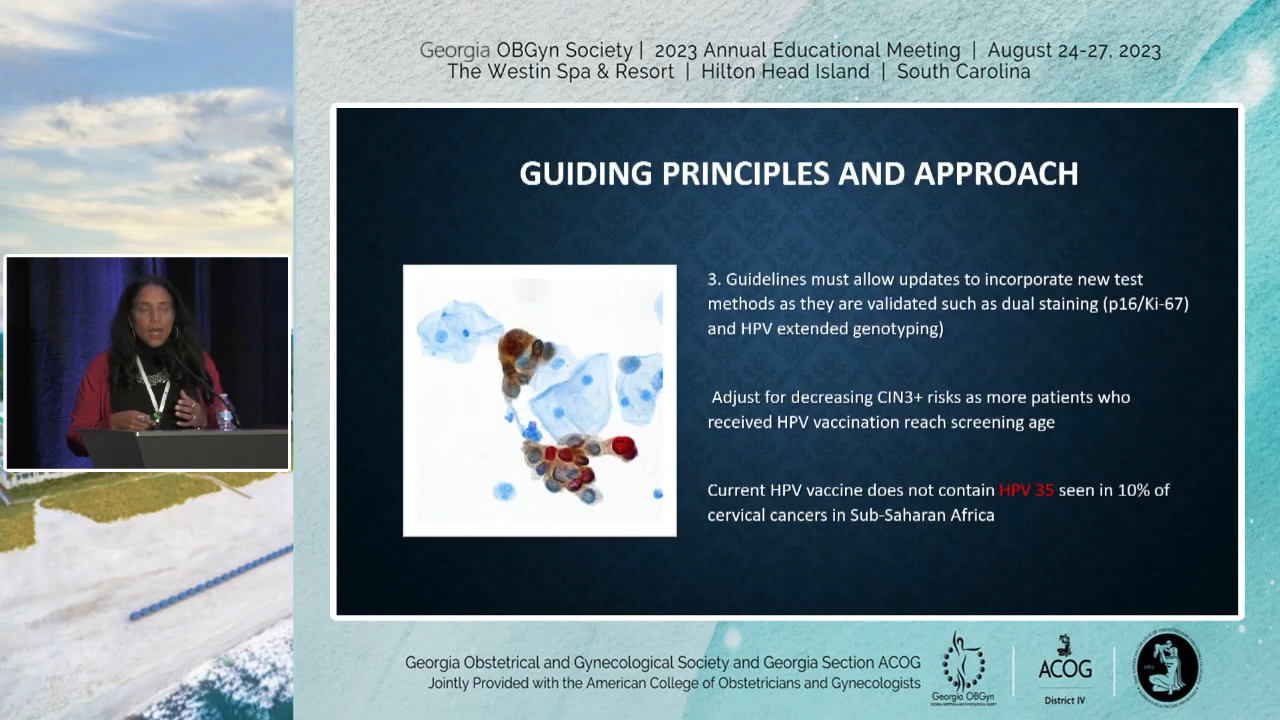 Georgia OBGyn Society | 2023 Annual Educational Meeting | August 24-27, 2023
The Westin Spa & Resort | Hilton Head Island | South Carolina
GUIDING PRINCIPLES AND APPROACH
3. Guidelines must allow updates to incorporate new test
methods as they are validated such as dual staining (p16/Ki-67)
and HPV extended genotyping)
Adjust for decreasing CIN3+ risks as more patients who
received HPV vaccination reach screening age
Current HPV vaccine does not contain HPV 35 seen in 10% of
cervical cancers in Sub-Saharan Africa
Georgia Obstetrical and Gynecological Society and Georgia Section ACOG
Jointly Provided with the American College of Obstetricians and Gynecologists
Georgia OBGyn
ACOG
District IV